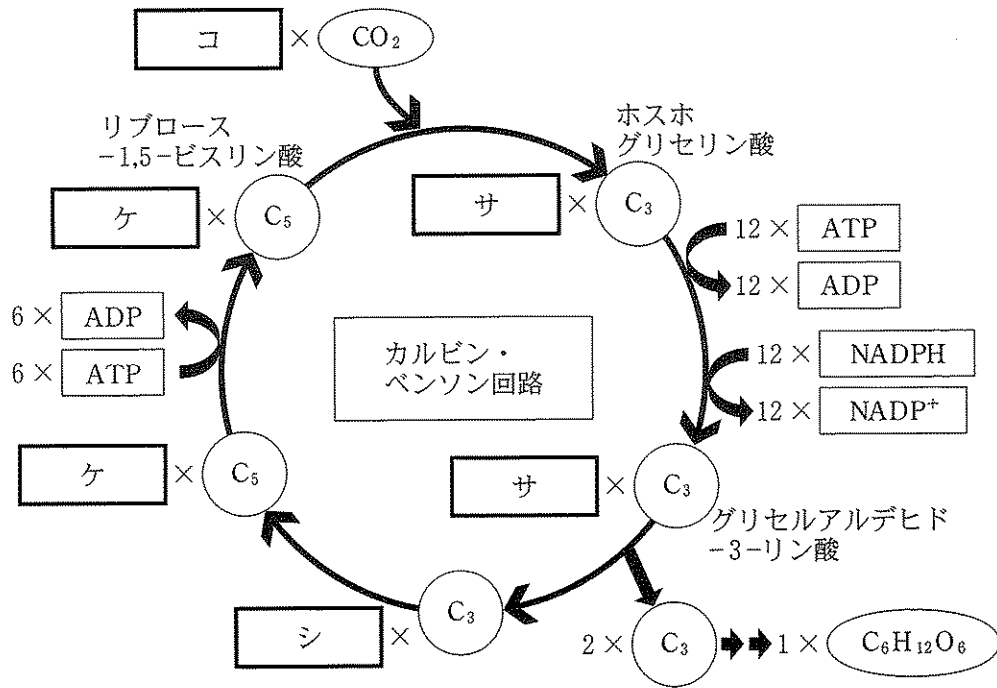 コ × CO₂
リブロース
-1,5-ビスリン酸
ホスホ
グリセリン酸
ケ × C₅
サ × C₃
12 × ATP
12 × ADP
6 × ADP
6 × ATP
カルビン・
ベンソン回路
12 × NADPH
12 × NADP⁺
ケ × C₅
サ × C₃
グリセルアルデヒド
-3-リン酸
シ × C₃
2 × C₃
1 × C₆H₁₂O₆